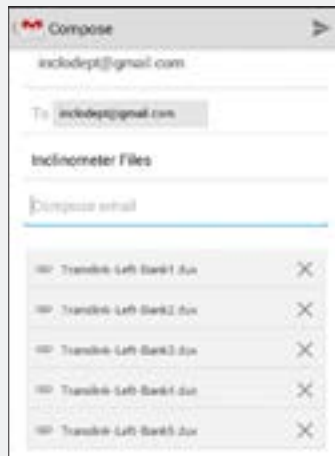 Compose
inclodept@gmail.com
To inclodept@gmail.com
Inclinometer Files
Compose email
Translink-Left-Bank1.dux
Translink-Left-Bank2.dux
Translink-Left-Bank3.dux
Translink-Left-Bank4.dux
Translink-Left-Bank5.dux